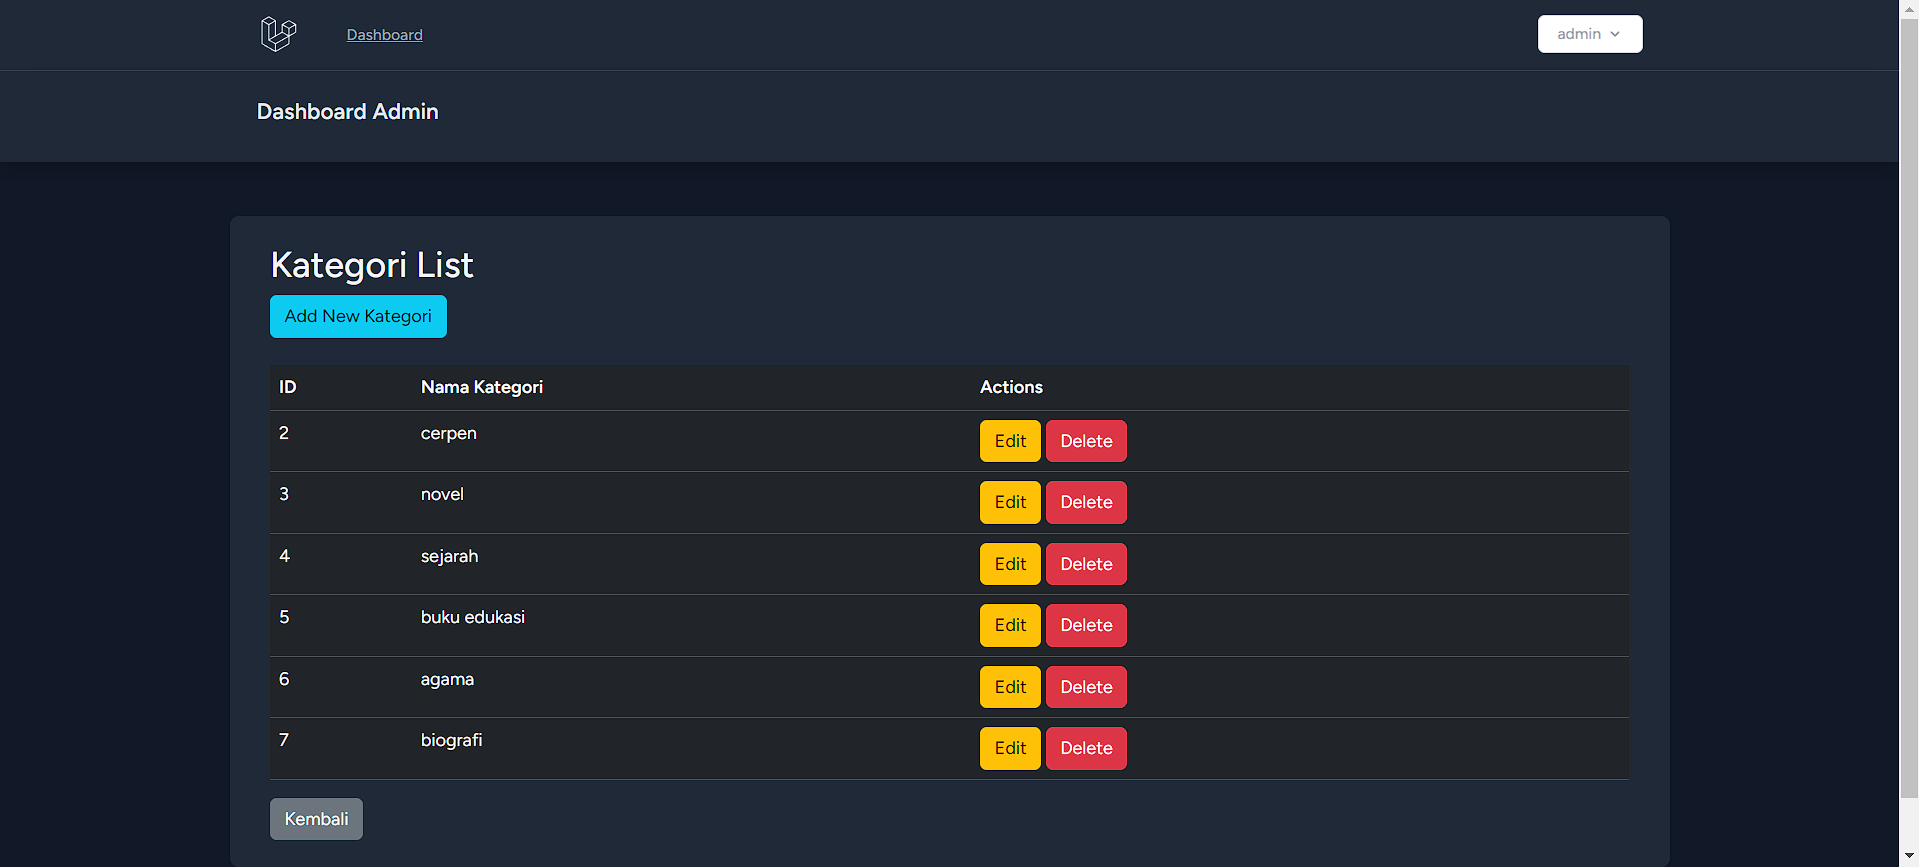 Dashboard
admin
Dashboard Admin
Kategori List
Add New Kategori
ID Nama Kategori Actions
2 cerpen Edit Delete
3 novel Edit Delete
4 sejarah Edit Delete
5 buku edukasi Edit Delete
6 agama Edit Delete
7 biografi Edit Delete
Kembali